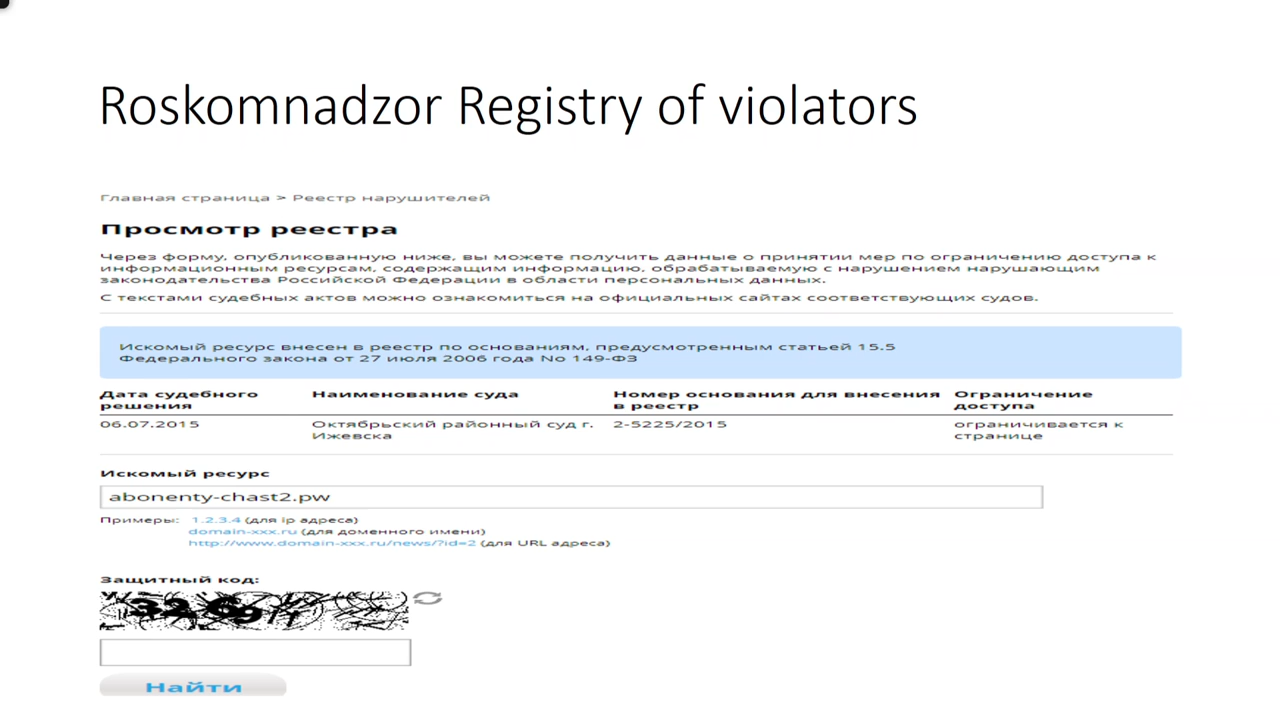 Roskomnadzor Registry of violators
Главная страница > Реестр нарушителей
Просмотр реестра
Через форму, опубликованную ниже, вы можете получить данные о принятии мер по ограничению доступа к
информационным ресурсам, содержащим информацию, обрабатываемую с нарушением нарушающим
законодательства Российской Федерации в области персональных данных.
С текстами судебных актов можно ознакомиться на официальных сайтах соответствующих судов.
Искомый ресурс внесен в реестр по основаниям, предусмотренным статьей 15.5
Федерального закона от 27 июля 2006 года No 149-ФЗ
Дата судебного решения Наименование суда Номер основания для внесения в реестр Ограничение доступа
06.07.2015 Октябрьский районный суд г. Ижевска 2-5225/2015 ограничивается к странице
Искомый ресурс
abonenty-chast2.pw
Примеры: 1.2.3.4 (для ip адреса)
domain-xxx.ru (для доменного имени)
http://www.domain-xxx.ru/news/?id=2 (для URL адреса)
Защитный код:
Найти